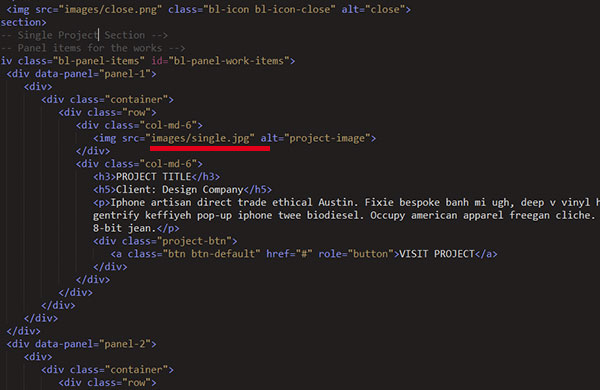 <img src="images/close.png" class="bl-icon bl-icon-close" alt="close">
section>
-- Single Project Section -->
-- Panel items for the works -->
iv class="bl-panel-items" id="bl-panel-work-items">
<div data-panel="panel-1">
<div>
<div class="container">
<div class="row">
<div class="col-md-6">
<img src="images/single.jpg" alt="project-image">
</div>
<div class="col-md-6">
<h3>PROJECT TITLE</h3>
<h5>Client: Design Company</h5>
<p>Iphone artisan direct trade ethical Austin. Fixie bespoke banh mi ugh, deep v vinyl h
gentrify keffiyeh pop-up iphone twee biodiesel. Occupy american apparel freegan cliche.
8-bit jean.</p>
<div class="project-btn">
<a class="btn btn-default" href="#" role="button">VISIT PROJECT</a>
</div>
</div>
</div>
</div>
</div>
</div>
<div data-panel="panel-2">
<div>
<div class="container">
<div class="row">